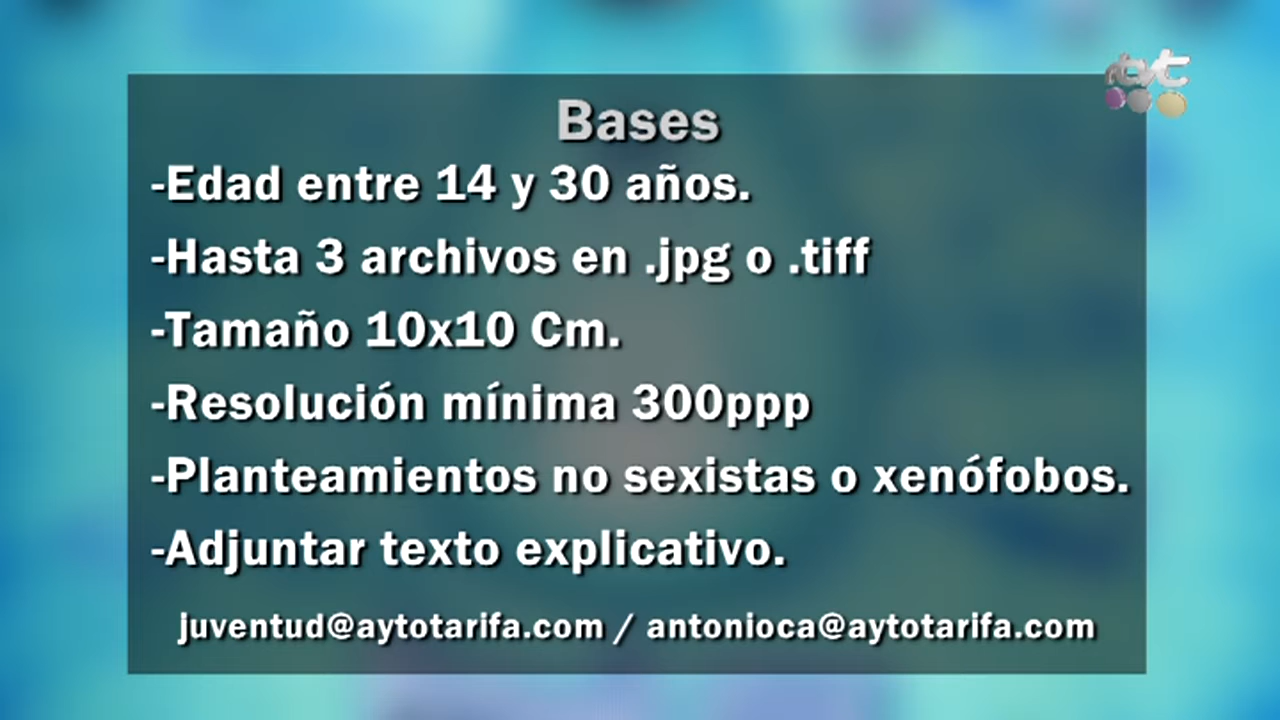 rtvt
Bases
-Edad entre 14 y 30 años.
-Hasta 3 archivos en .jpg o .tiff
-Tamaño 10x10 Cm.
-Resolución mínima 300ppp
-Planteamientos no sexistas o xenófobos.
-Adjuntar texto explicativo.
juventud@aytotarifa.com / antonioca@aytotarifa.com